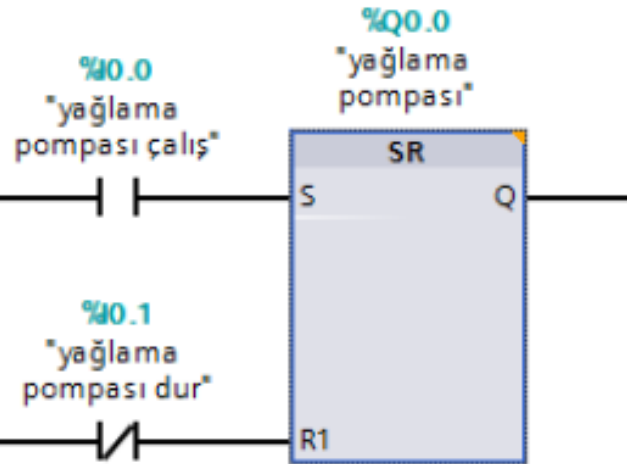 %Q0.0
"yağlama
pompası"
%I0.0
"yağlama
pompası çalış"
SR
S
Q
%I0.1
"yağlama
pompası dur"
R1